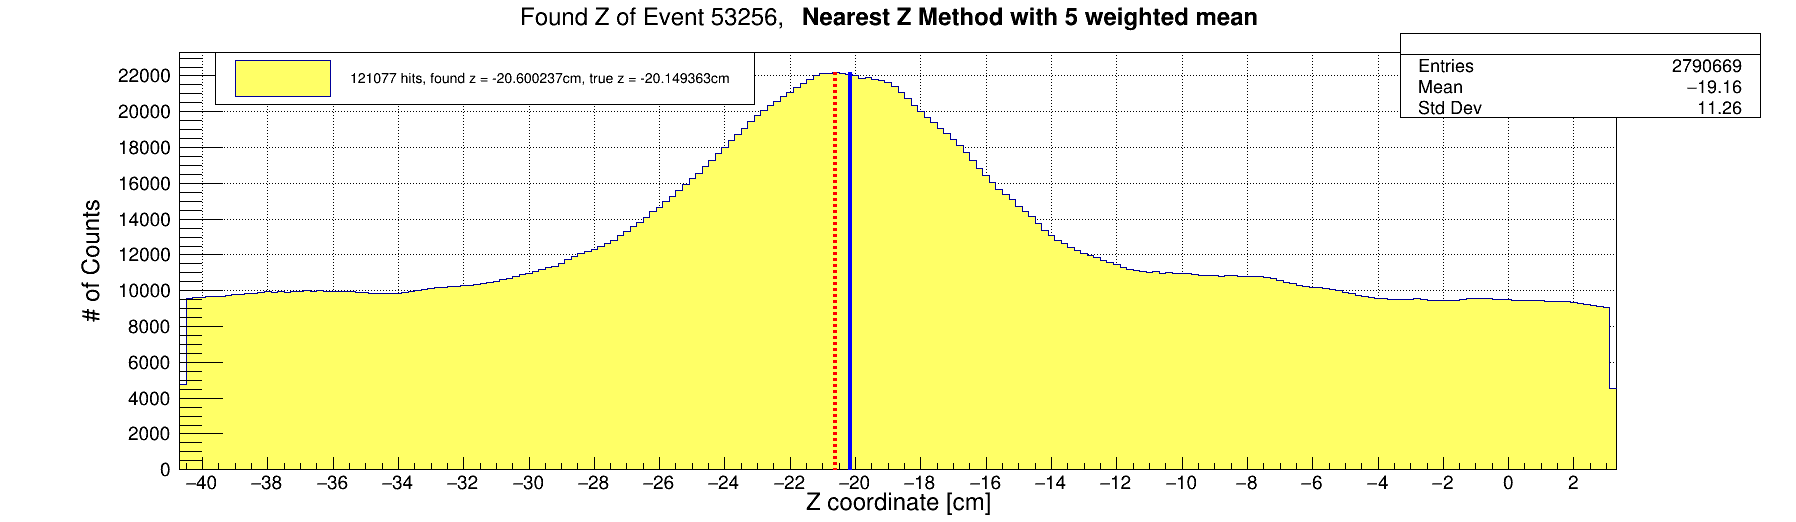 Found Z of Event 53256, Nearest Z Method with 5 weighted mean
121077 hits, found z = -20.600237cm, true z = -20.149363cm
Entries 2790669
Mean −19.16
Std Dev 11.26
# of Counts
22000
20000
18000
16000
14000
12000
10000
8000
6000
4000
2000
0
−40 −38 −36 −34 −32 −30 −28 −26 −24 −22 −20 −18 −16 −14 −12 −10 −8 −6 −4 −2 0 2
Z coordinate [cm]